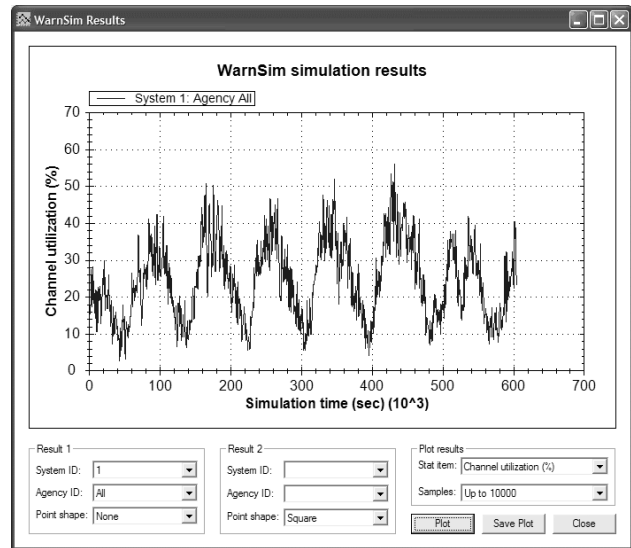 WarnSim Results
WarnSim simulation results
System 1: Agency All
Channel utilization (%)
70
60
50
40
30
20
10
0
0 100 200 300 400 500 600 700
Simulation time (sec) (10^3)
Result 1
System ID: 1
Agency ID: All
Point shape: None
Result 2
System ID:
Agency ID:
Point shape: Square
Plot results
Stat item: Channel utilization (%)
Samples: Up to 10000
Plot Save Plot Close